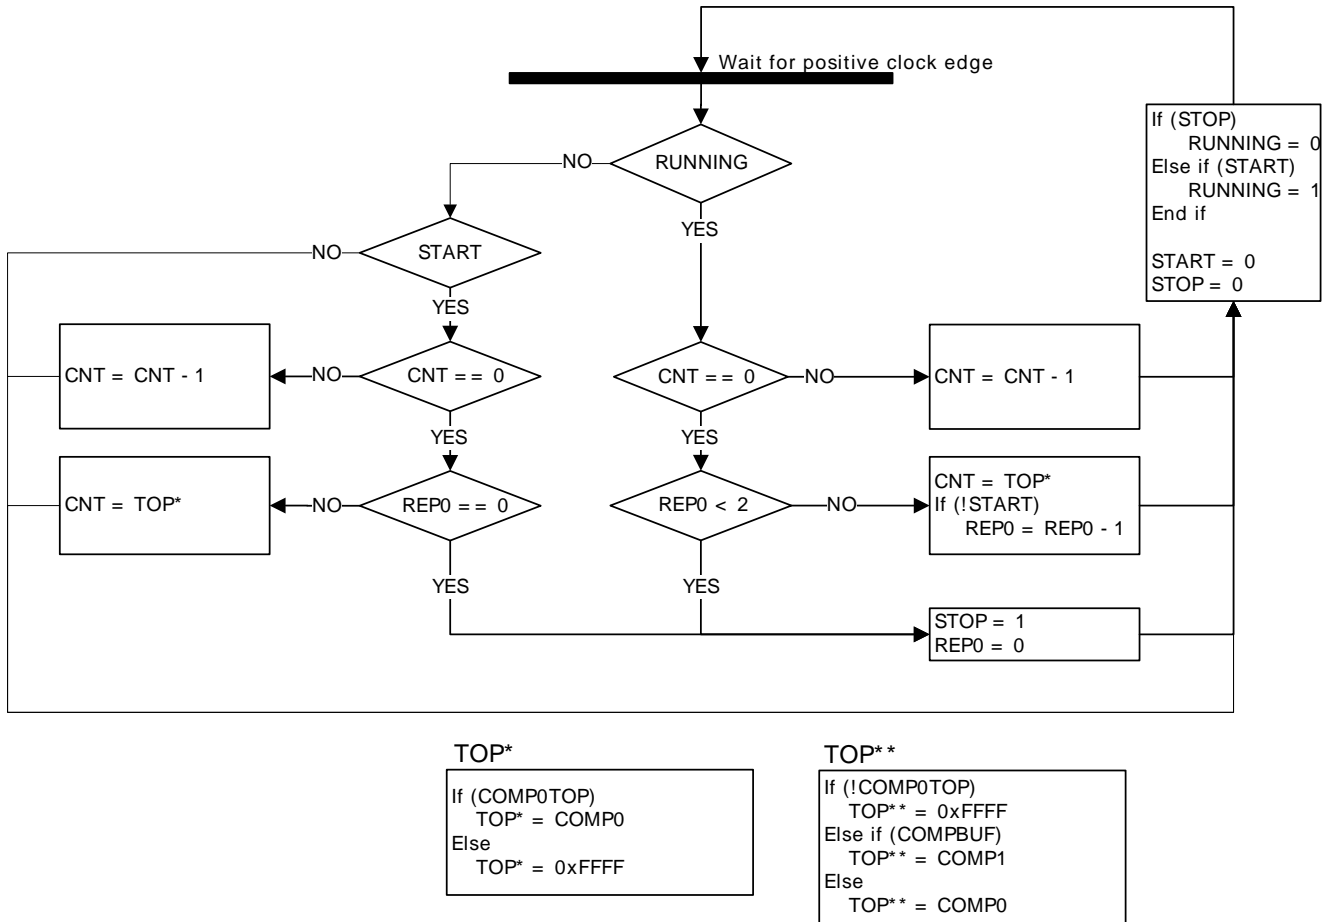 Wait for positive clock edge
If (STOP)
RUNNING = 0
Else if (START)
RUNNING = 1
End if
START = 0
STOP = 0
RUNNING
NO
YES
START
NO
YES
CNT = CNT - 1
NO
CNT == 0
YES
CNT == 0
NO
YES
CNT = CNT - 1
CNT = TOP*
NO
REP0 == 0
YES
REP0 < 2
NO
YES
CNT = TOP*
If (!START)
REP0 = REP0 - 1
STOP = 1
REP0 = 0
TOP*
If (COMP0TOP)
TOP* = COMP0
Else
TOP* = 0xFFFF
TOP**
If (!COMP0TOP)
TOP** = 0xFFFF
Else if (COMPBUF)
TOP** = COMP1
Else
TOP** = COMP0